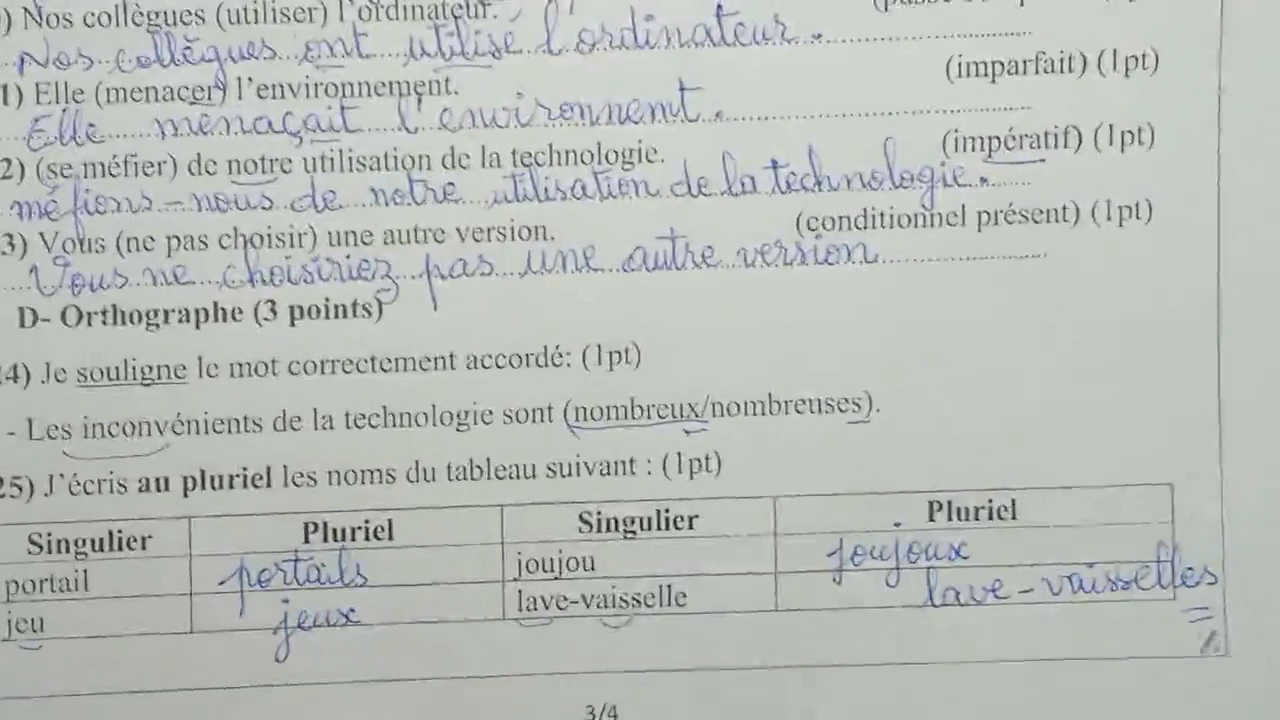 ) Nos collègues (utiliser) l'ordinateur.
Nos collègues ont utilisé l'ordinateur.
1) Elle (menacer) l'environnement. (imparfait) (1pt)
Elle menaçait l'environnement.
2) (se méfier) de notre utilisation de la technologie. (impératif) (1pt)
méfions-nous de notre utilisation de la technologie.
3) Vous (ne pas choisir) une autre version. (conditionnel présent) (1pt)
Vous ne choisiriez pas une autre version
D- Orthographe (3 points)
4) Je souligne le mot correctement accordé: (1pt)
- Les inconvénients de la technologie sont (nombreux/nombreuses).
25) J'écris au pluriel les noms du tableau suivant : (1pt)
Singulier Pluriel Singulier Pluriel
portail portails joujou joujoux
jeu jeux lave-vaisselle lave-vaisselles
3/4